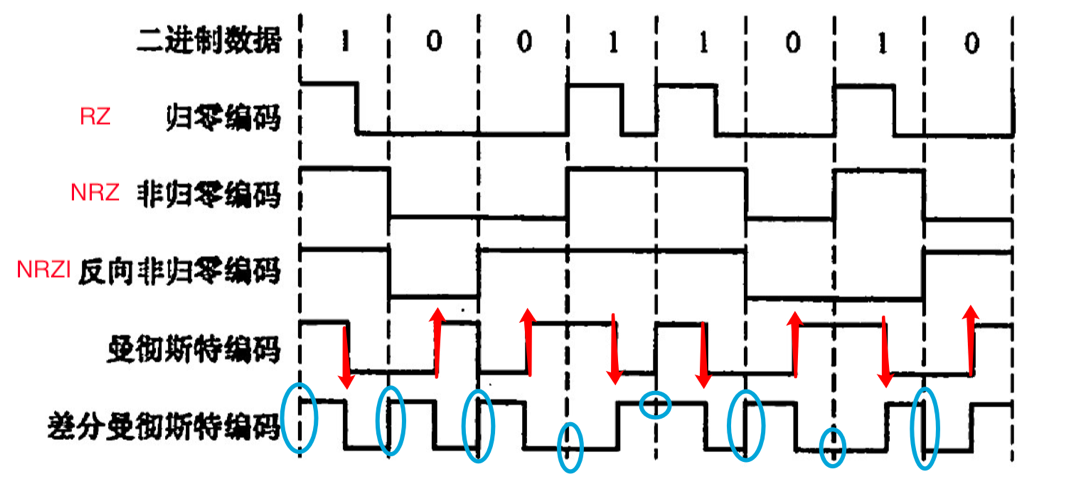 二进制数据 1 0 0 1 1 0 1 0
RZ 归零编码
NRZ 非归零编码
NRZI 反向非归零编码
曼彻斯特编码
差分曼彻斯特编码